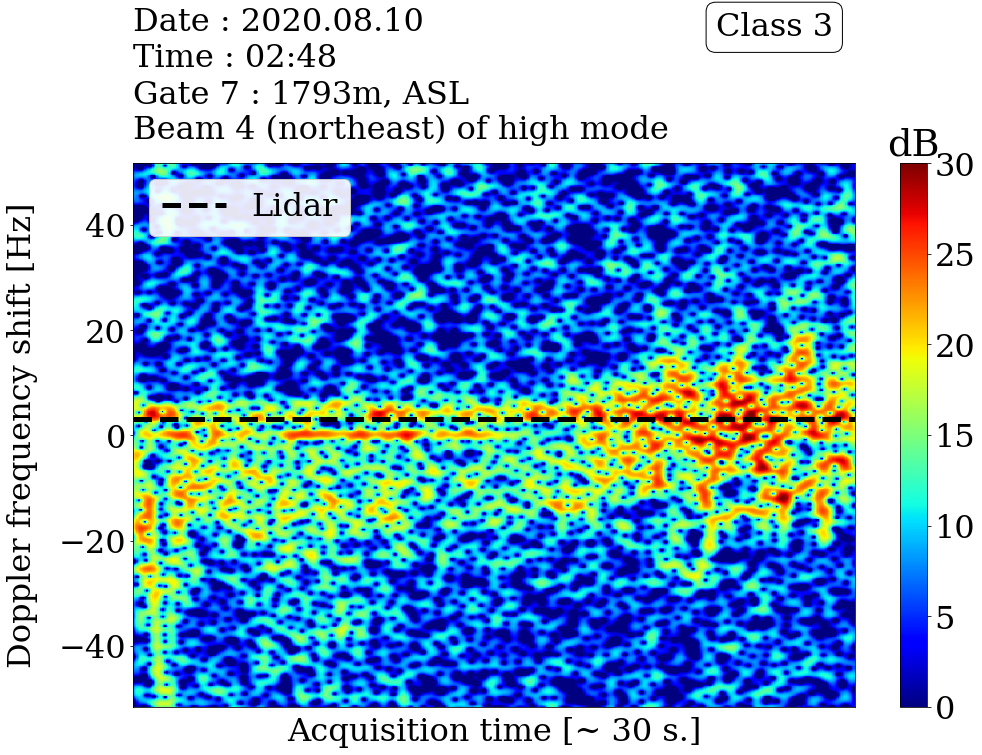 Date : 2020.08.10
Time : 02:48
Gate 7 : 1793m, ASL
Beam 4 (northeast) of high mode
Class 3
dB
Lidar
Doppler frequency shift [Hz]
40
20
0
−20
−40
30
25
20
15
10
5
0
Acquisition time [~ 30 s.]